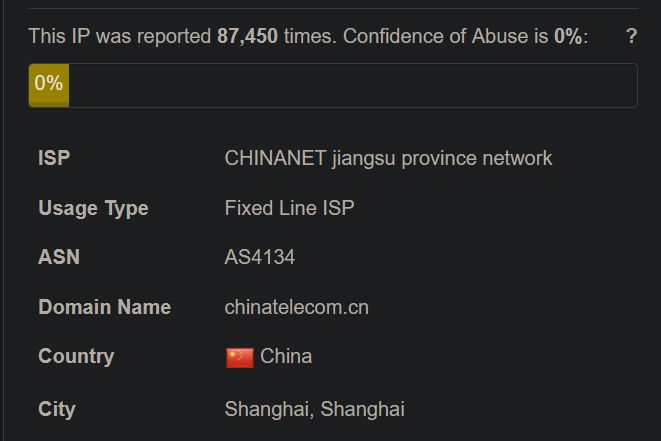 This IP was reported 87,450 times. Confidence of Abuse is 0%: ?
0%
ISP CHINANET jiangsu province network
Usage Type Fixed Line ISP
ASN AS4134
Domain Name chinatelecom.cn
Country China
City Shanghai, Shanghai